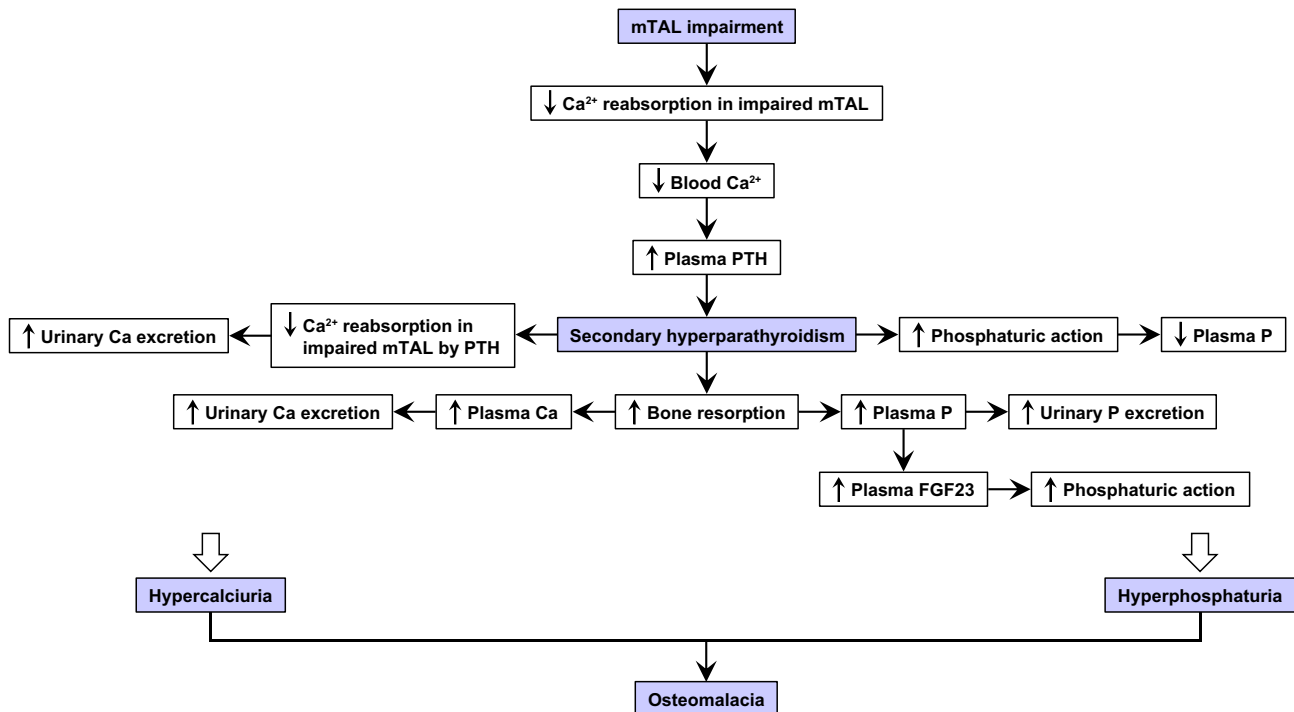 mTAL impairment
↓ Ca²⁺ reabsorption in impaired mTAL
↓ Blood Ca²⁺
↑ Plasma PTH
↑ Urinary Ca excretion
↓ Ca²⁺ reabsorption in
impaired mTAL by PTH
Secondary hyperparathyroidism
↑ Phosphaturic action
↓ Plasma P
↑ Urinary Ca excretion
↑ Plasma Ca
↑ Bone resorption
↑ Plasma P
↑ Urinary P excretion
↑ Plasma FGF23
↑ Phosphaturic action
Hypercalciuria
Hyperphosphaturia
Osteomalacia